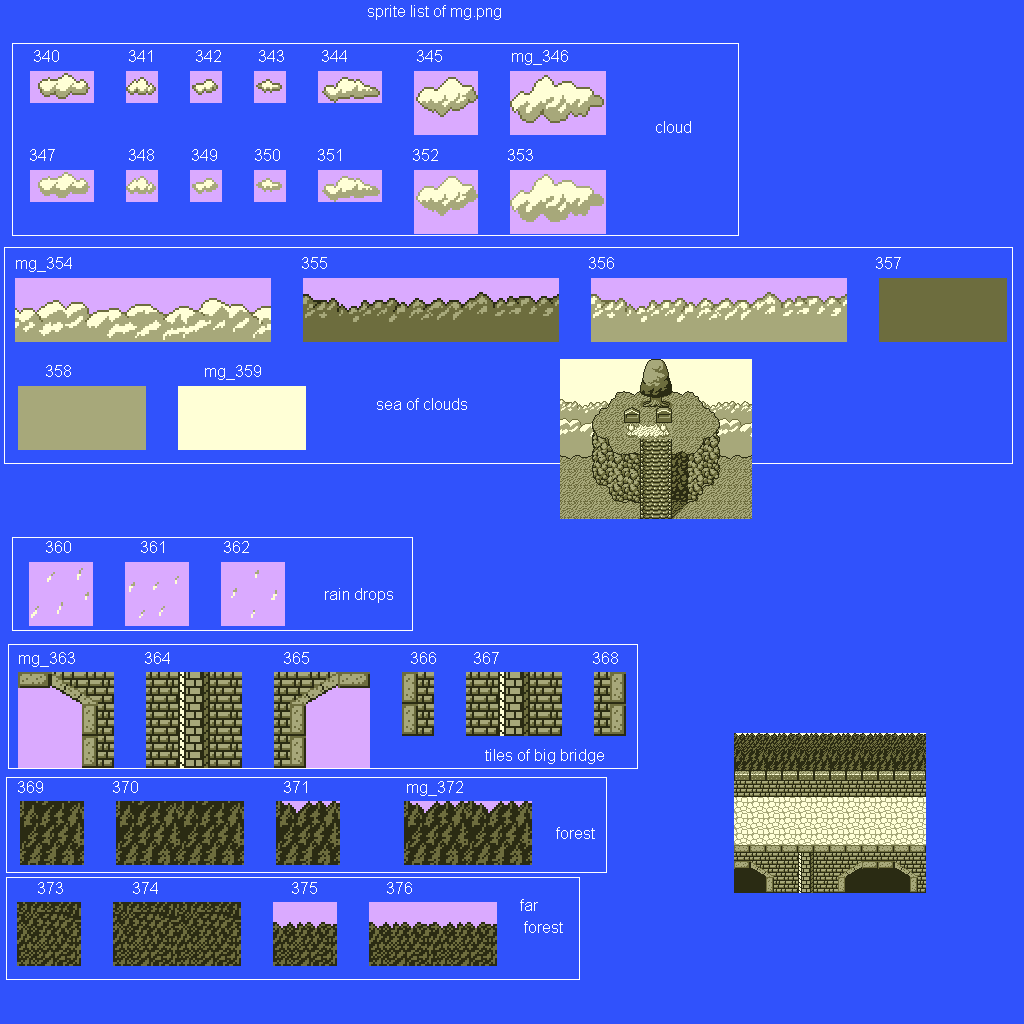 sprite list of mg.png
340 341 342 343 344 345 mg_346
cloud
347 348 349 350 351 352 353
mg_354 355 356 357
358 mg_359
sea of clouds
360 361 362
rain drops
mg_363 364 365 366 367 368
tiles of big bridge
369 370 371 mg_372
forest
373 374 375 376
far
forest